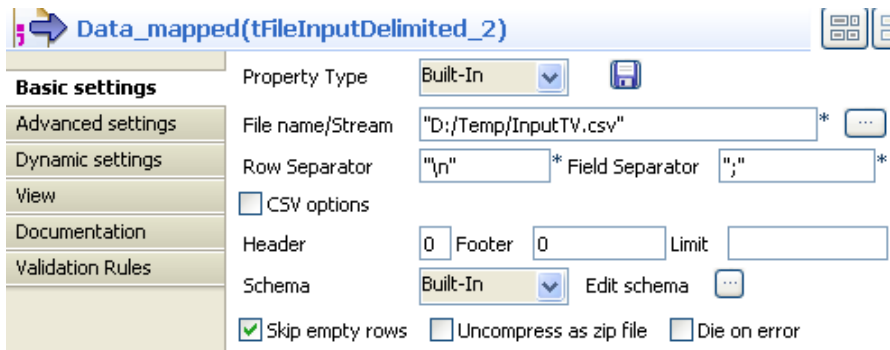 Data_mapped(tFileInputDelimited_2)
Basic settings
Advanced settings
Dynamic settings
View
Documentation
Validation Rules
Property Type Built-In
File name/Stream "D:/Temp/InputTV.csv" * ...
Row Separator "\n" * Field Separator ";" *
CSV options
Header 0 Footer 0 Limit
Schema Built-In Edit schema ...
Skip empty rows Uncompress as zip file Die on error